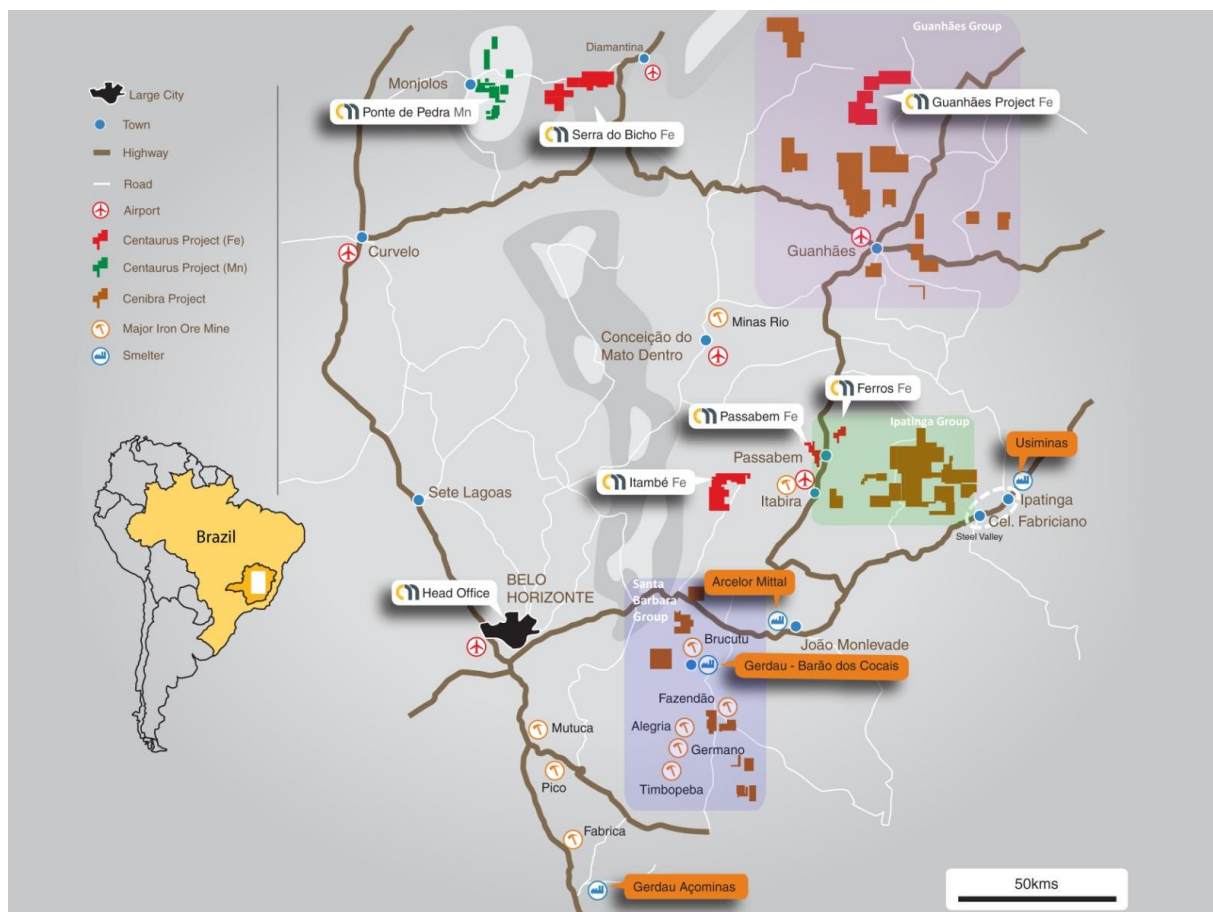 Guanhães Group
Diamantina
Large City
Monjolos
Guanhães Project Fe
Ponte de Pedra Mn
Town
Serra do Bicho Fe
Highway
Road
Airport
Centaurus Project (Fe)
Curvelo
Guanhães
Centaurus Project (Mn)
Cenibra Project
Major Iron Ore Mine
Minas Rio
Smelter
Conceição do
Mato Dentro
Ferros Fe
Passabem Fe
Ipatinga Group
Usiminas
Passabem
Itambé Fe
Sete Lagoas
Itabira
Ipatinga
Cel. Fabriciano
Brazil
Steel Valley
BELO
HORIZONTE
Head Office
Santa
Barbara
Group
Arcelor Mittal
Brucutu
João Monlevade
Gerdau - Barão dos Cocais
Fazendão
Mutuca
Alegria
Germano
Pico
Timbopeba
Fabrica
Gerdau Açominas
50kms